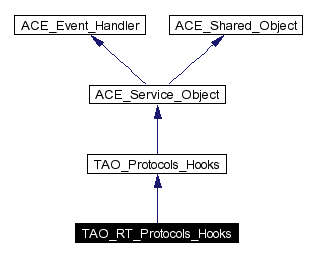 ACE_Event_Handler
ACE_Shared_Object
ACE_Service_Object
TAO_Protocols_Hooks
TAO_RT_Protocols_Hooks